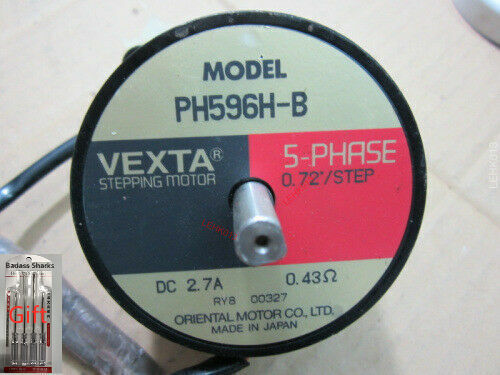 MODEL
PH596H-B
VEXTA®
STEPPING MOTOR
5-PHASE
0.72°/STEP
DC 2.7A
0.43Ω
RY8 00327
ORIENTAL MOTOR CO., LTD.
MADE IN JAPAN
Badass Sharks
Gift